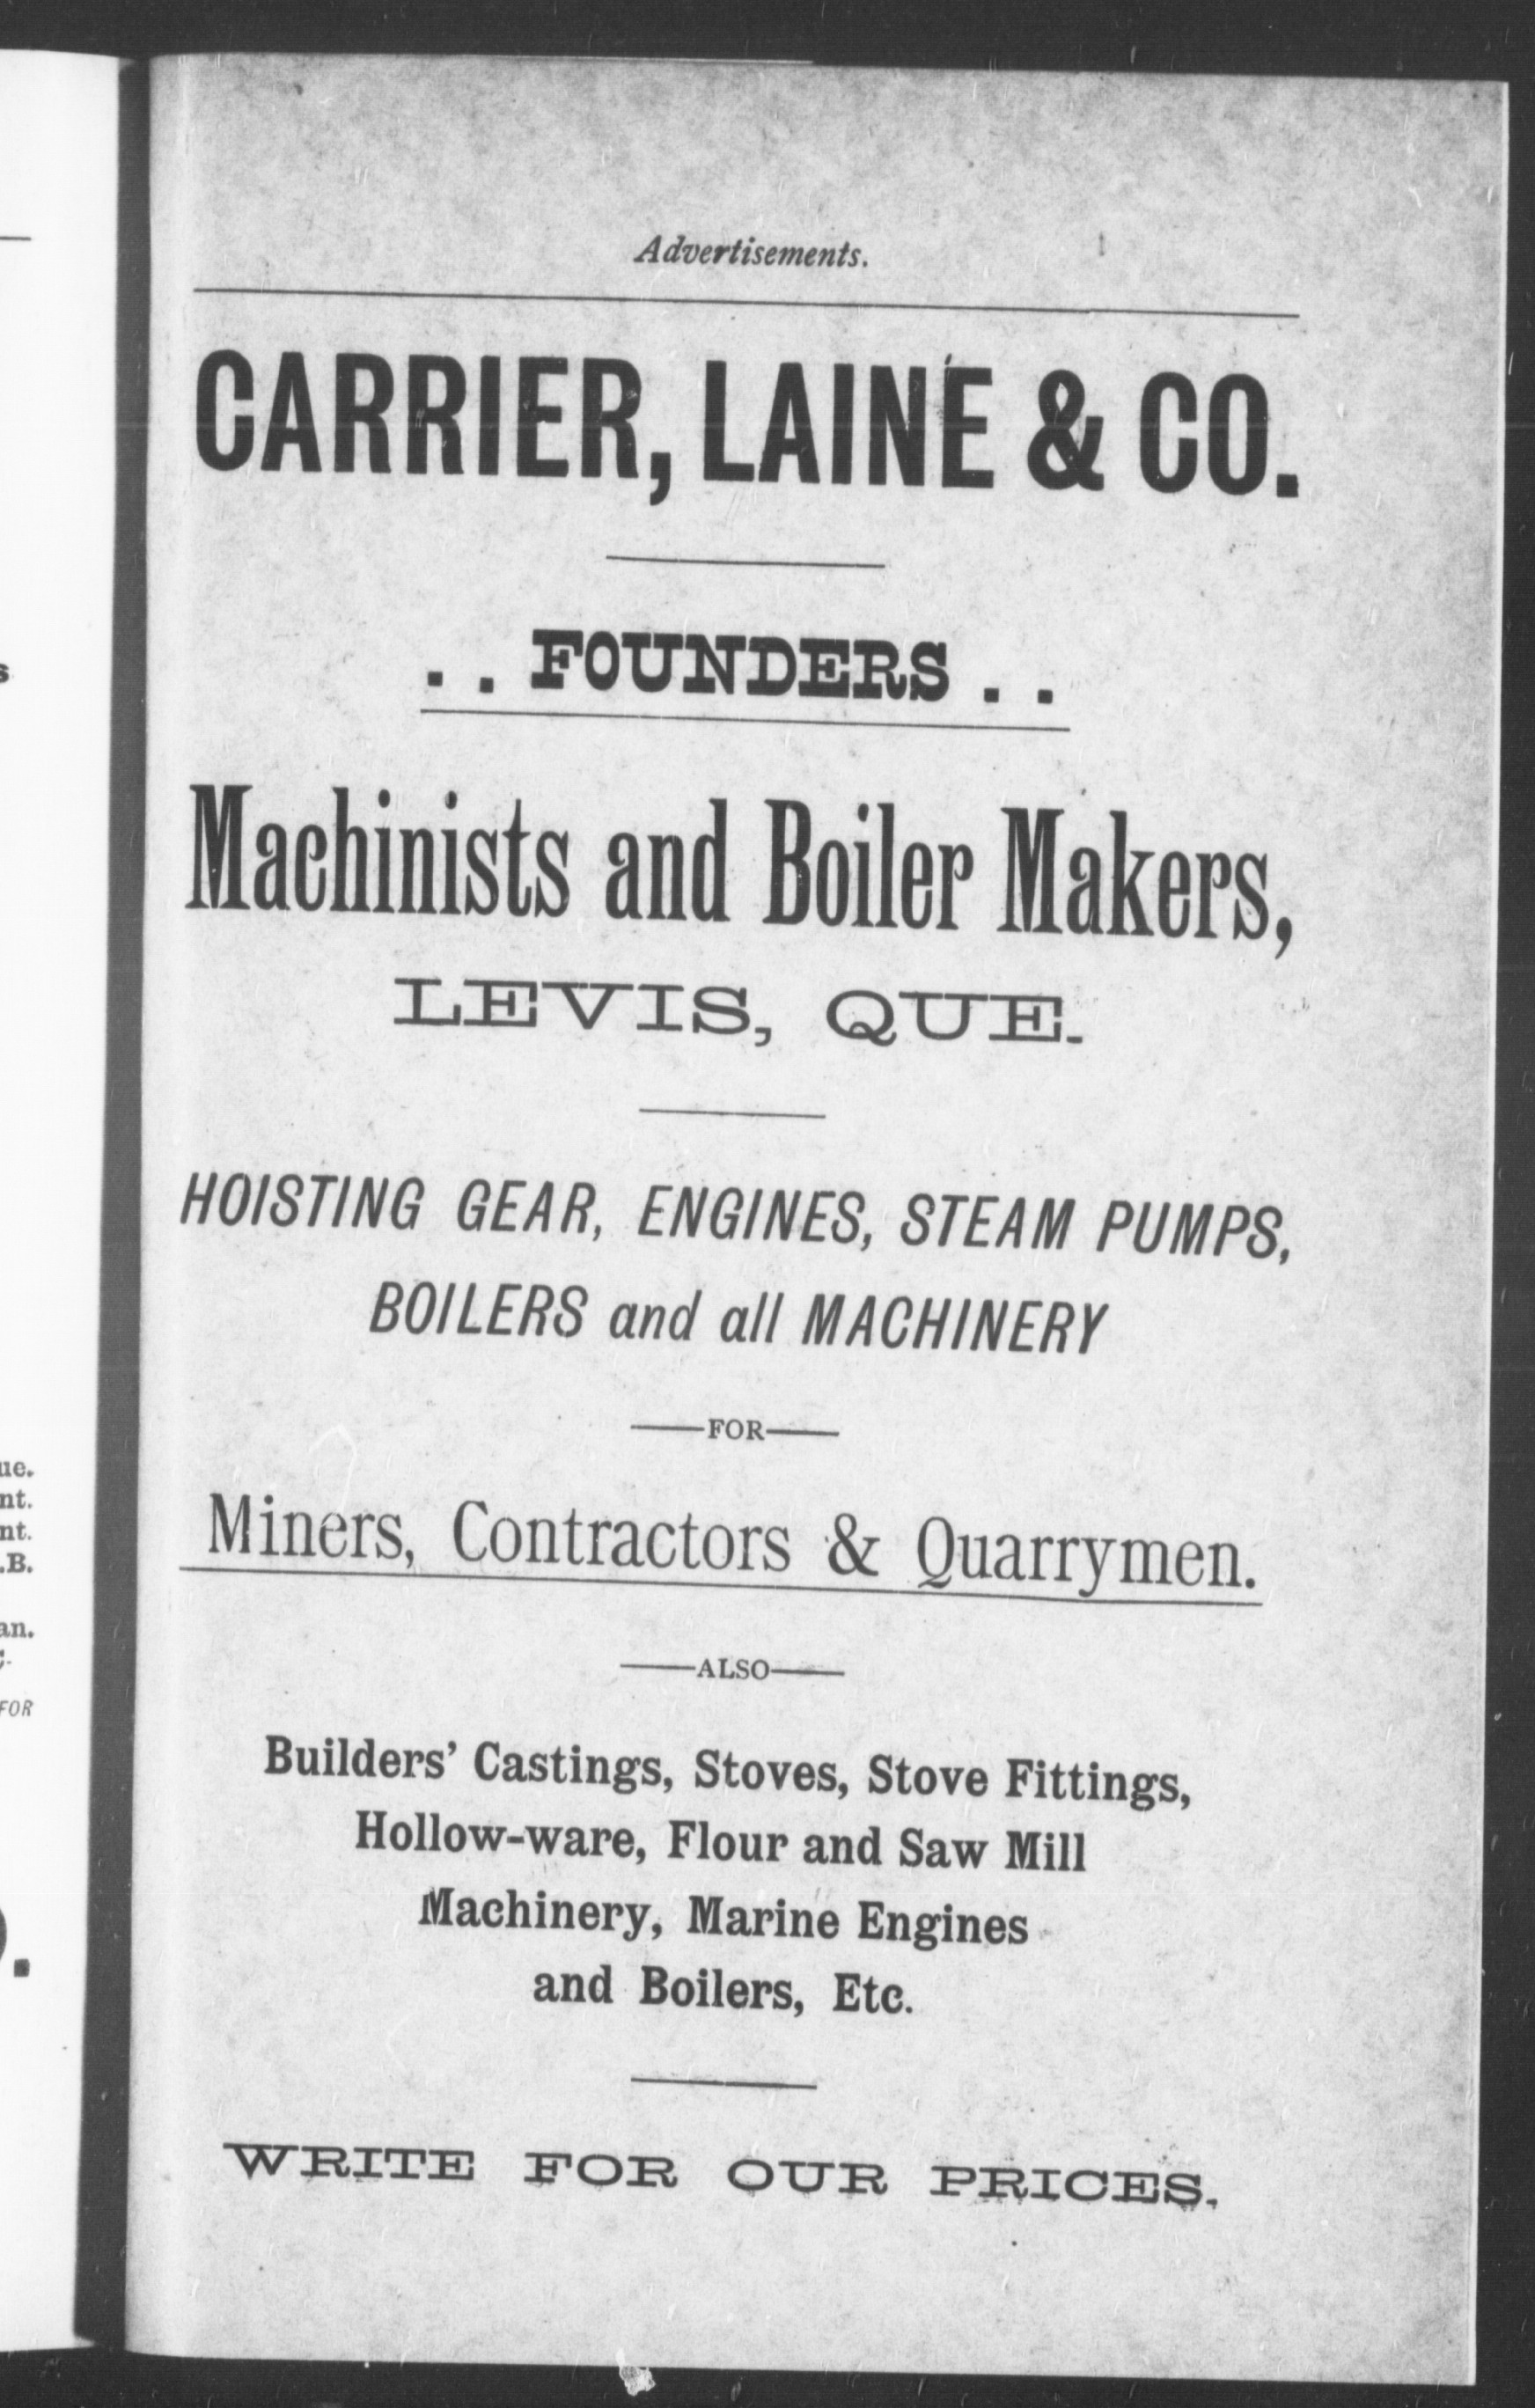 Advertisements.
CARRIER, LAINE & CO.
. . FOUNDERS . .
Machinists and Boiler Makers,
LEVIS, QUE.
HOISTING GEAR, ENGINES, STEAM PUMPS,
BOILERS and all MACHINERY
—FOR—
Miners, Contractors & Quarrymen.
—ALSO—
Builders' Castings, Stoves, Stove Fittings,
Hollow-ware, Flour and Saw Mill
Machinery, Marine Engines
and Boilers, Etc.
WRITE FOR OUR PRICES.